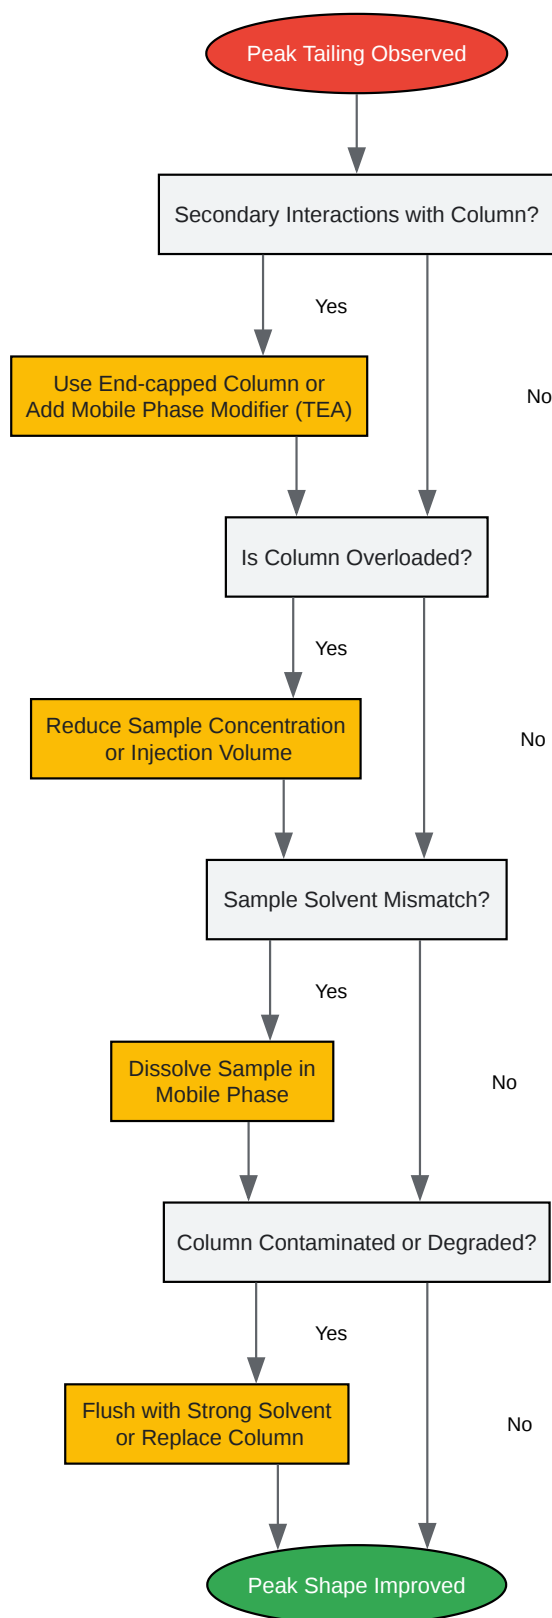 Peak Tailing Observed
Secondary Interactions with Column?
Yes
Use End-capped Column or
Add Mobile Phase Modifier (TEA)
No
Is Column Overloaded?
Yes
Reduce Sample Concentration
or Injection Volume
No
Sample Solvent Mismatch?
Yes
Dissolve Sample in
Mobile Phase
No
Column Contaminated or Degraded?
Yes
Flush with Strong Solvent
or Replace Column
No
Peak Shape Improved